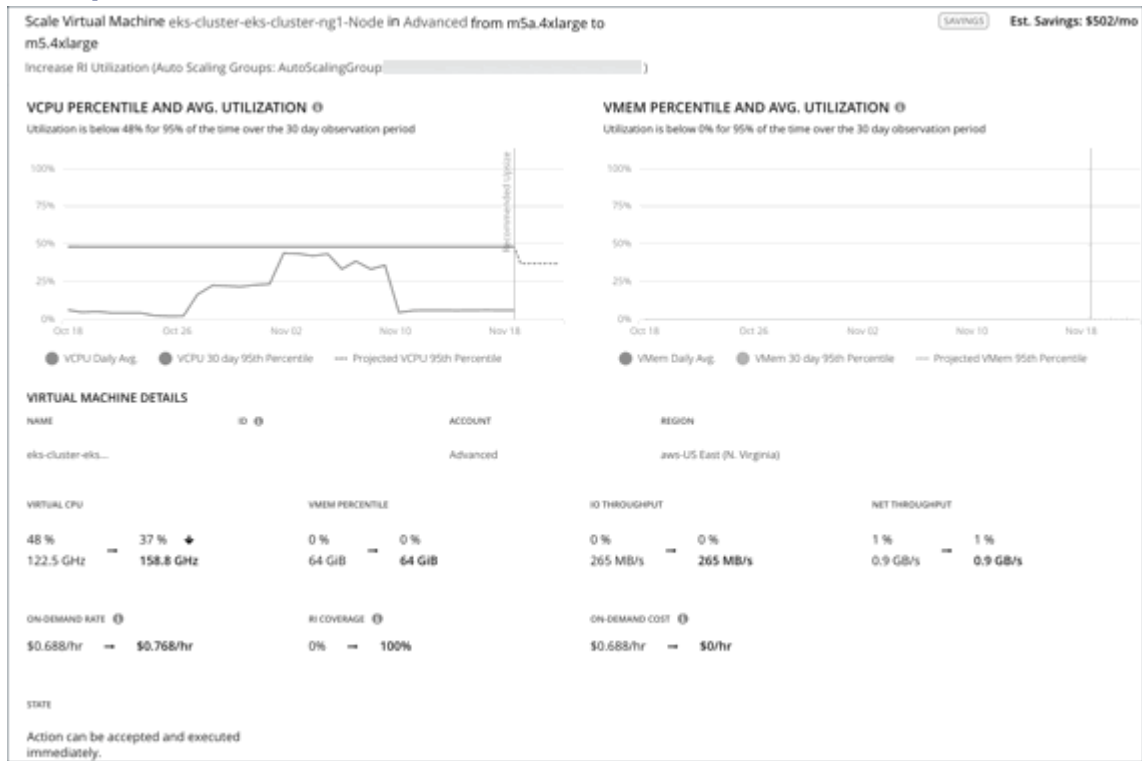 Scale Virtual Machine eks-cluster-eks-cluster-ng1-Node in Advanced from m5a.4xlarge to
m5.4xlarge
SAVINGS
Est. Savings: $502/mo
Increase RI Utilization (Auto Scaling Groups: AutoScalingGroup )
VCPU PERCENTILE AND AVG. UTILIZATION
Utilization is below 48% for 95% of the time over the 30 day observation period
100%
75%
50%
25%
0%
Recommended Upsize
Oct 18 Oct 26 Nov 02 Nov 10 Nov 18
VCPU Daily Avg. VCPU 30 day 95th Percentile Projected VCPU 95th Percentile
VMEM PERCENTILE AND AVG. UTILIZATION
Utilization is below 0% for 95% of the time over the 30 day observation period
100%
75%
50%
25%
0%
Oct 18 Oct 26 Nov 02 Nov 10 Nov 18
VMem Daily Avg. VMem 30 day 95th Percentile Projected VMem 95th Percentile
VIRTUAL MACHINE DETAILS
NAME ID ACCOUNT REGION
eks-cluster-eks... Advanced aws-US East (N. Virginia)
VIRTUAL CPU VMEM PERCENTILE IO THROUGHPUT NET THROUGHPUT
48 % → 37 % 0 % → 0 % 0 % → 0 % 1 % → 1 %
122.5 GHz 158.8 GHz 64 GiB 64 GiB 265 MB/s 265 MB/s 0.9 GB/s 0.9 GB/s
ON-DEMAND RATE RI COVERAGE ON-DEMAND COST
$0.688/hr → $0.768/hr 0% → 100% $0.688/hr → $0/hr
STATE
Action can be accepted and executed
immediately.